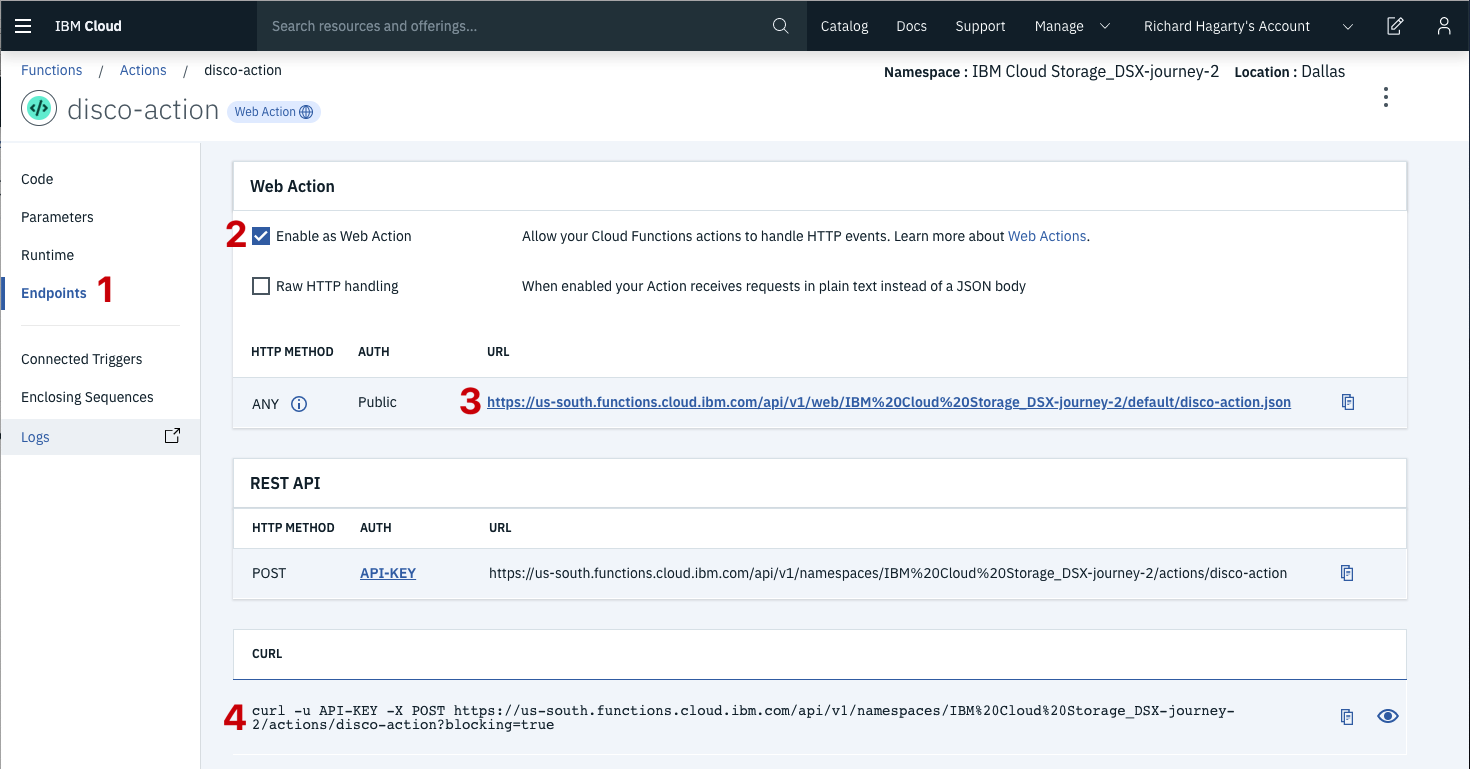 IBM Cloud
Search resources and offerings...
Catalog
Docs
Support
Manage
Richard Hagarty's Account
Functions / Actions / disco-action
Namespace : IBM Cloud Storage_DSX-journey-2 Location : Dallas
disco-action
Web Action
Code
Parameters
Runtime
Endpoints 1
Connected Triggers
Enclosing Sequences
Logs
Web Action
2 Enable as Web Action
Allow your Cloud Functions actions to handle HTTP events. Learn more about Web Actions.
Raw HTTP handling
When enabled your Action receives requests in plain text instead of a JSON body
HTTP METHOD AUTH URL
ANY Public 3 https://us-south.functions.cloud.ibm.com/api/v1/web/IBM%20Cloud%20Storage_DSX-journey-2/default/disco-action.json
REST API
HTTP METHOD AUTH URL
POST API-KEY https://us-south.functions.cloud.ibm.com/api/v1/namespaces/IBM%20Cloud%20Storage_DSX-journey-2/actions/disco-action
CURL
4 curl -u API-KEY -X POST https://us-south.functions.cloud.ibm.com/api/v1/namespaces/IBM%20Cloud%20Storage_DSX-journey-
2/actions/disco-action?blocking=true